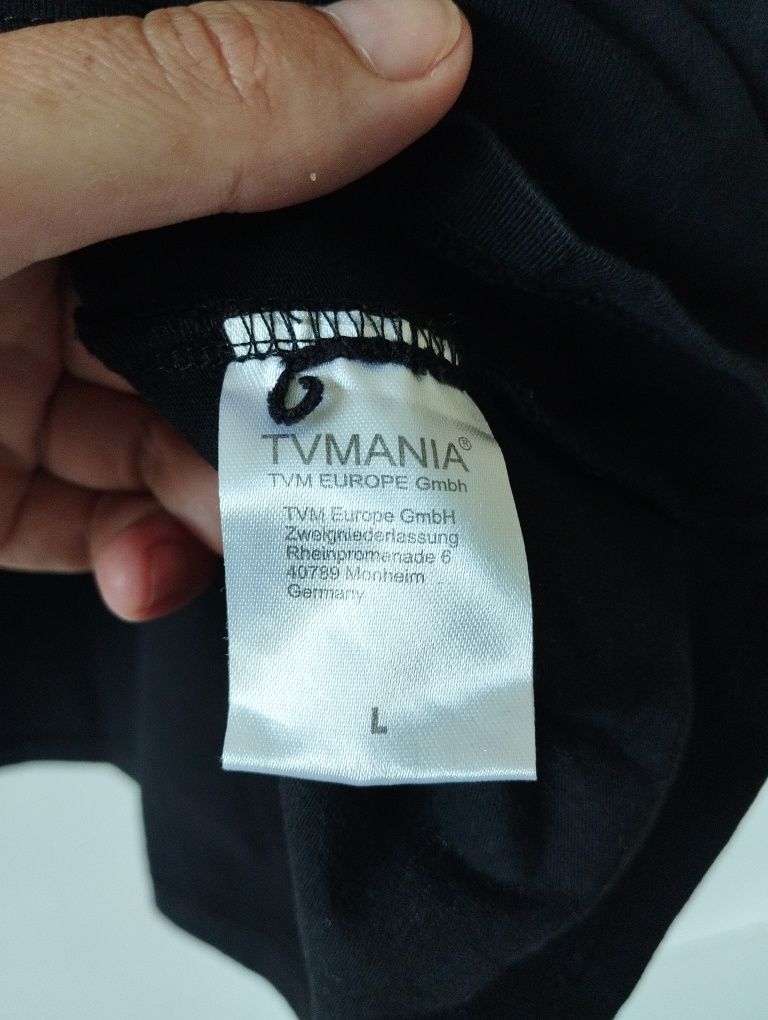 TVMANIA®
TVM EUROPE Gmbh
TVM Europe GmbH
Zweigniederlassung
Rheinpromenade 6
40789 Monheim
Germany
L